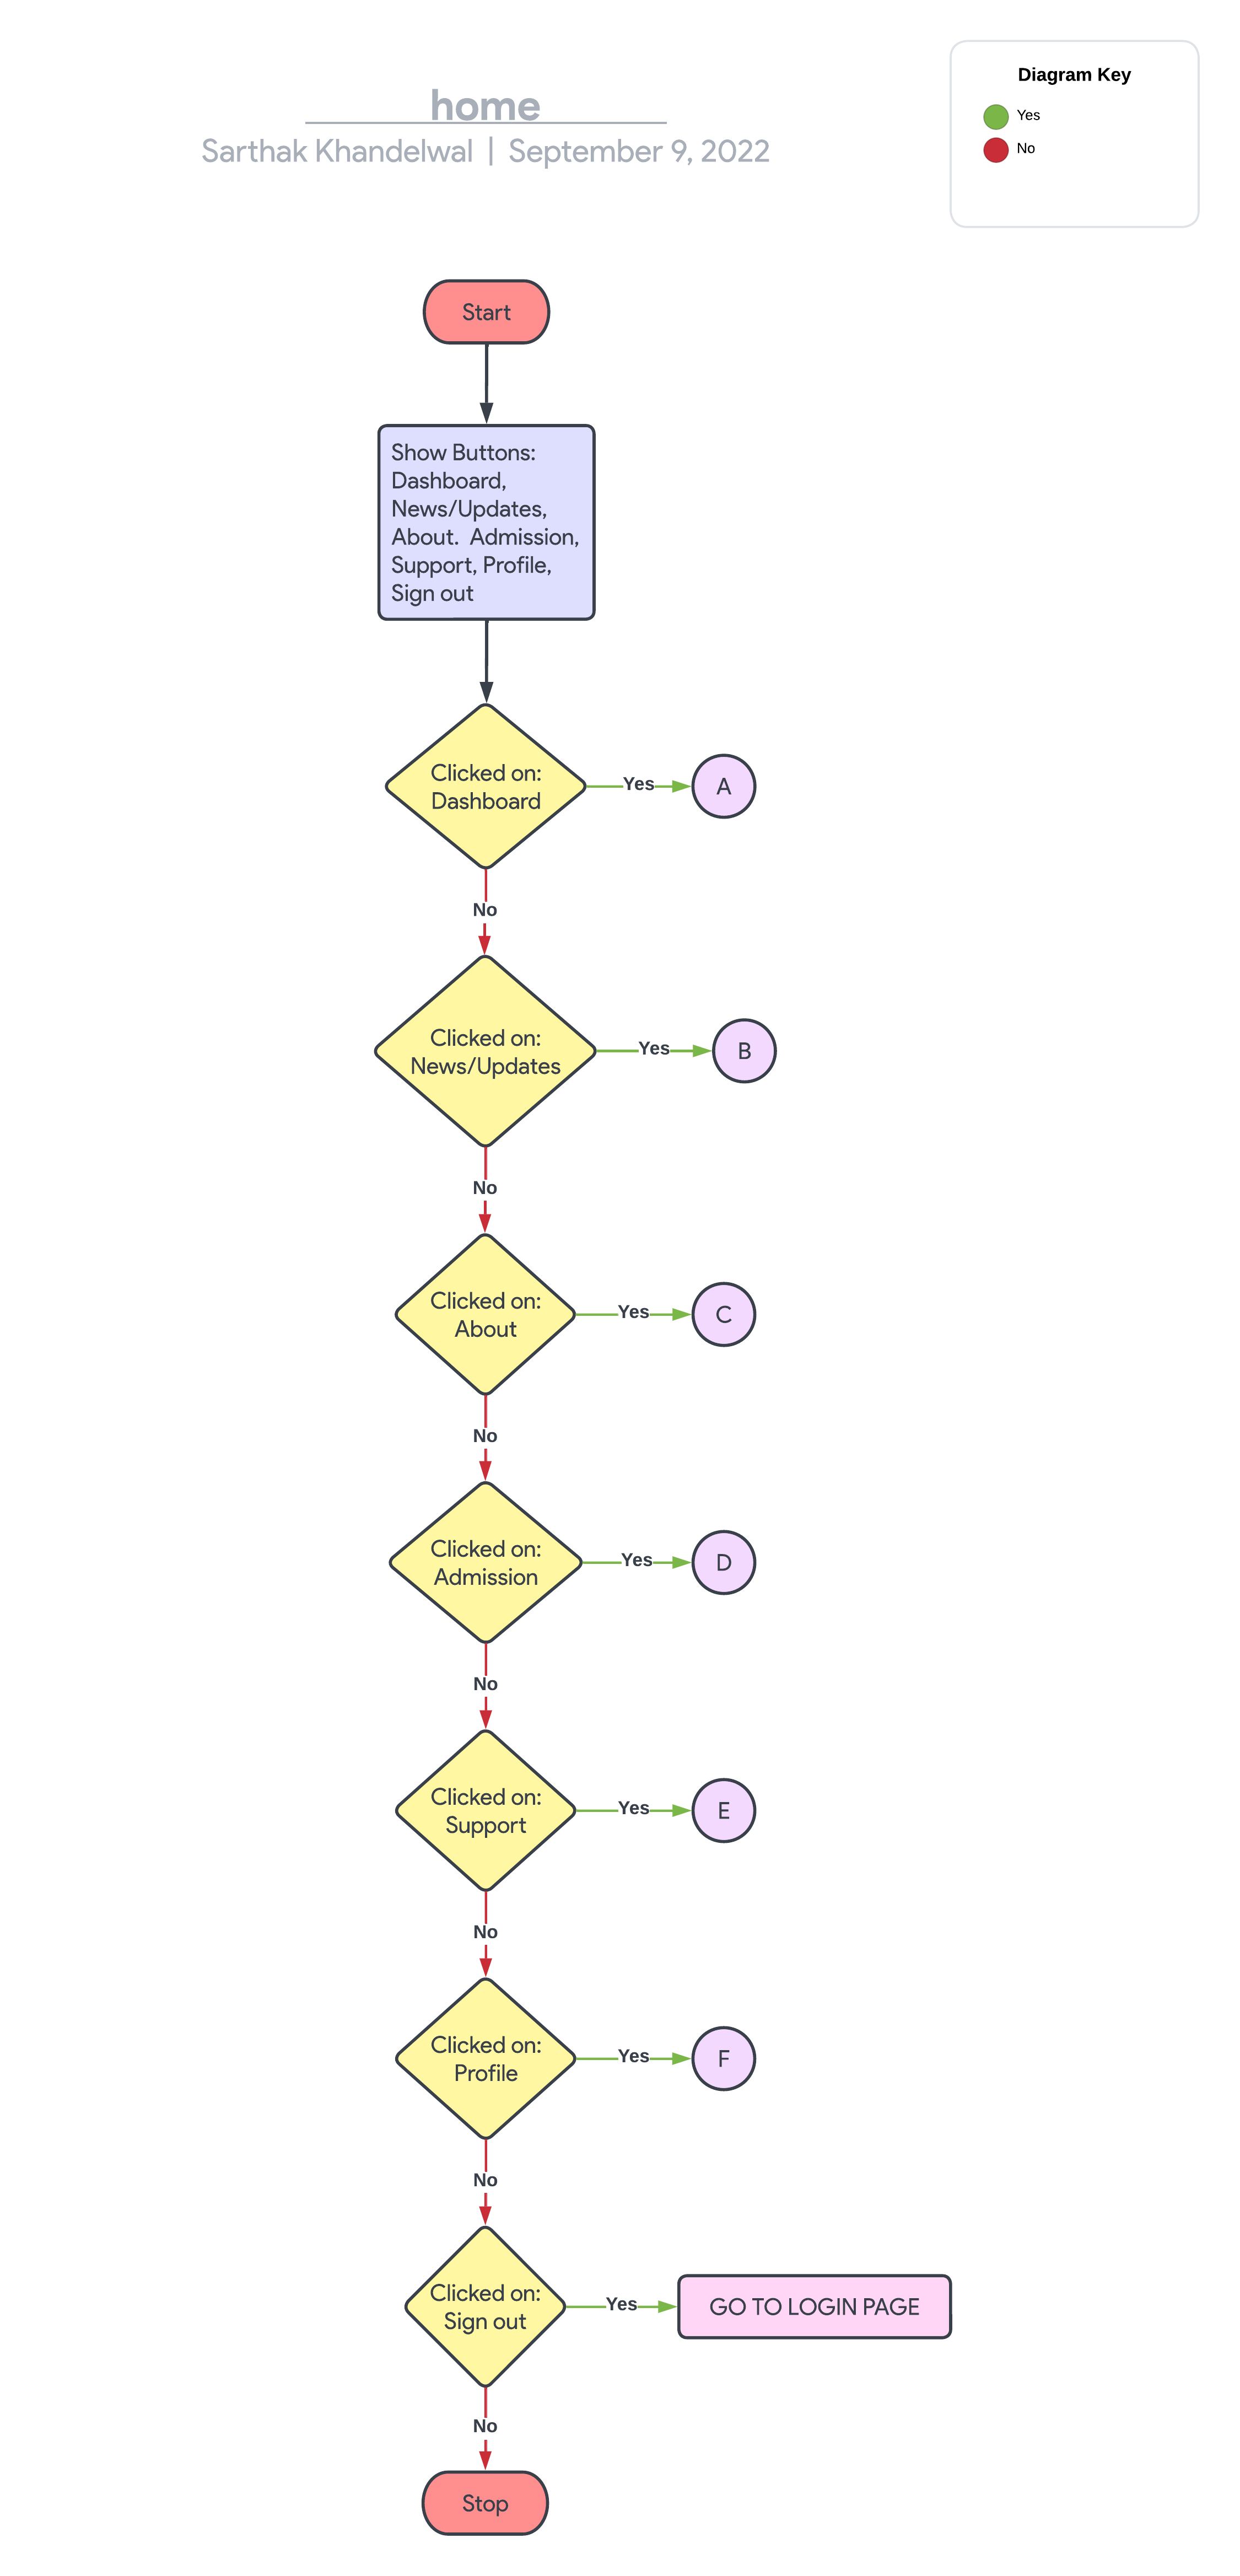 home
Sarthak Khandelwal | September 9, 2022
Diagram Key
Yes
No
Start
Show Buttons:
Dashboard,
News/Updates,
About.  Admission,
Support, Profile,
Sign out
Clicked on:
Dashboard
Yes
A
No
Clicked on:
News/Updates
Yes
B
No
Clicked on:
About
Yes
C
No
Clicked on:
Admission
Yes
D
No
Clicked on:
Support
Yes
E
No
Clicked on:
Profile
Yes
F
No
Clicked on:
Sign out
Yes
GO TO LOGIN PAGE
No
Stop